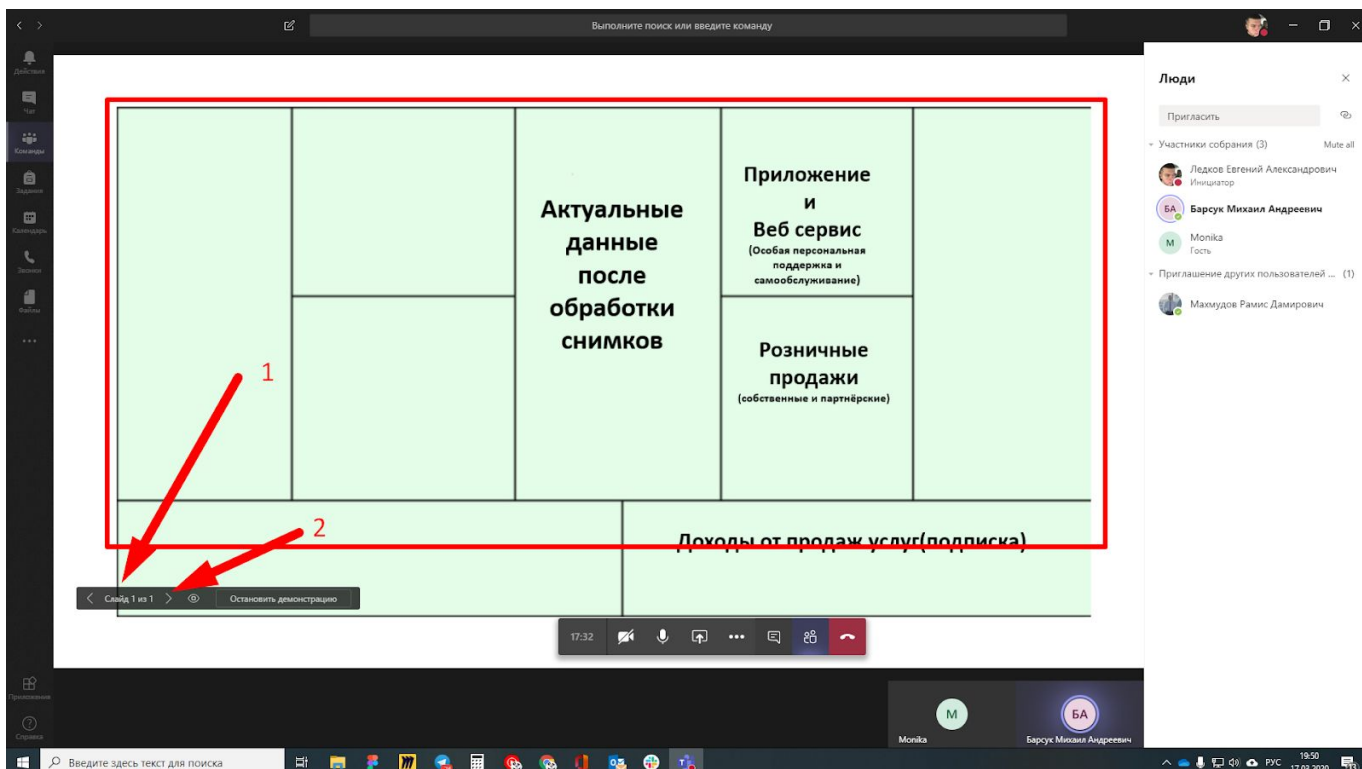 Выполните поиск или введите команду
Действия
Чат
Команды
Задания
Календарь
Звонки
Файлы
Приложения
Справка
Актуальные
данные
после
обработки
снимков
Приложение
и
Веб сервис
(Особая персональная
поддержка и
самообслуживание)
Розничные
продажи
(собственные и партнёрские)
Доходы от продаж услуг(подписка)
1
2
Слайд 1 из 1
Остановить демонстрацию
17:32
Люди
Пригласить
Участники собрания (3) Mute all
Ледков Евгений Александрович
Инициатор
БА Барсук Михаил Андреевич
M Monika
Гость
Приглашение других пользователей ... (1)
Махмудов Рамис Дамирович
M
Monika
БА
Барсук Михаил Андреевич
Введите здесь текст для поиска
РУС
19:50
17.03.2020